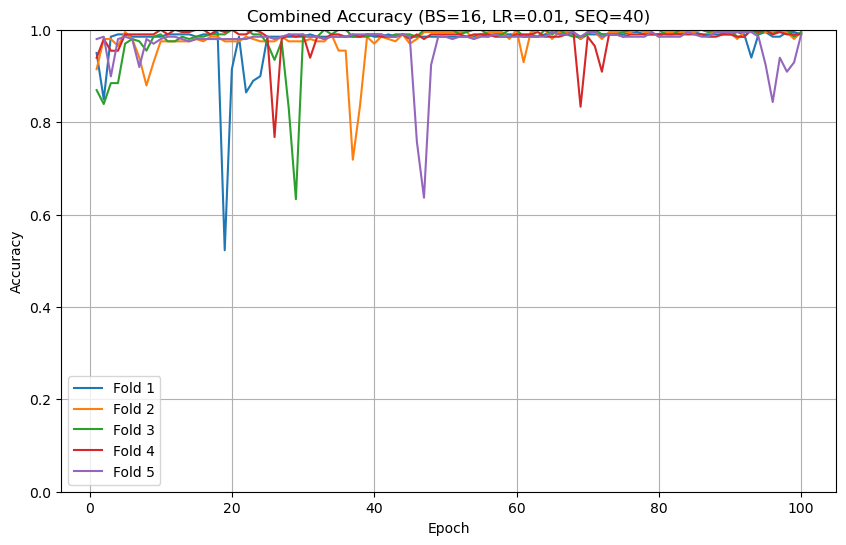 Combined Accuracy (BS=16, LR=0.01, SEQ=40)
1.0
0.8
0.6
0.4
0.2
0.0
Accuracy
Fold 1
Fold 2
Fold 3
Fold 4
Fold 5
0 20 40 60 80 100
Epoch